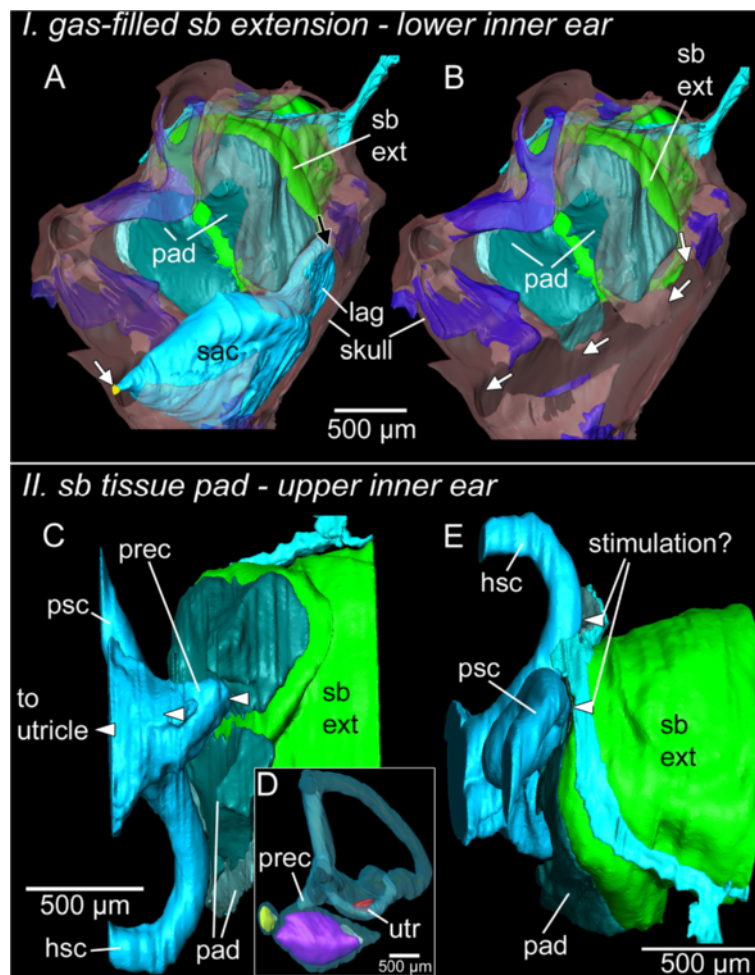 I. gas-filled sb extension - lower inner ear
A
B
sb
ext
sb
ext
pad
pad
lag
skull
sac
500 µm
II. sb tissue pad - upper inner ear
C
prec
psc
to
utricle
sb
ext
500 µm
hsc
pad
D
prec
utr
500 µm
E
stimulation?
hsc
psc
sb
ext
pad
500 µm